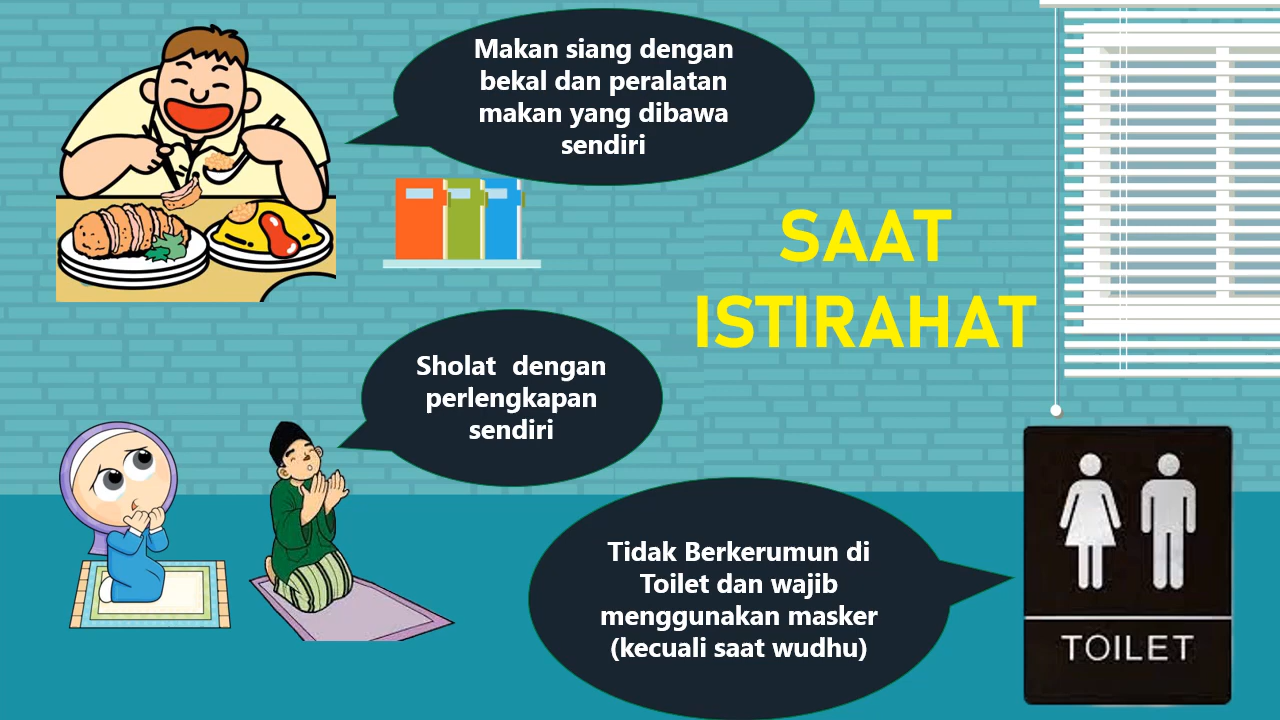 Makan siang dengan
bekal dan peralatan
makan yang dibawa
sendiri
SAAT
ISTIRAHAT
Sholat dengan
perlengkapan
sendiri
Tidak Berkerumun di
Toilet dan wajib
menggunakan masker
(kecuali saat wudhu)
TOILET